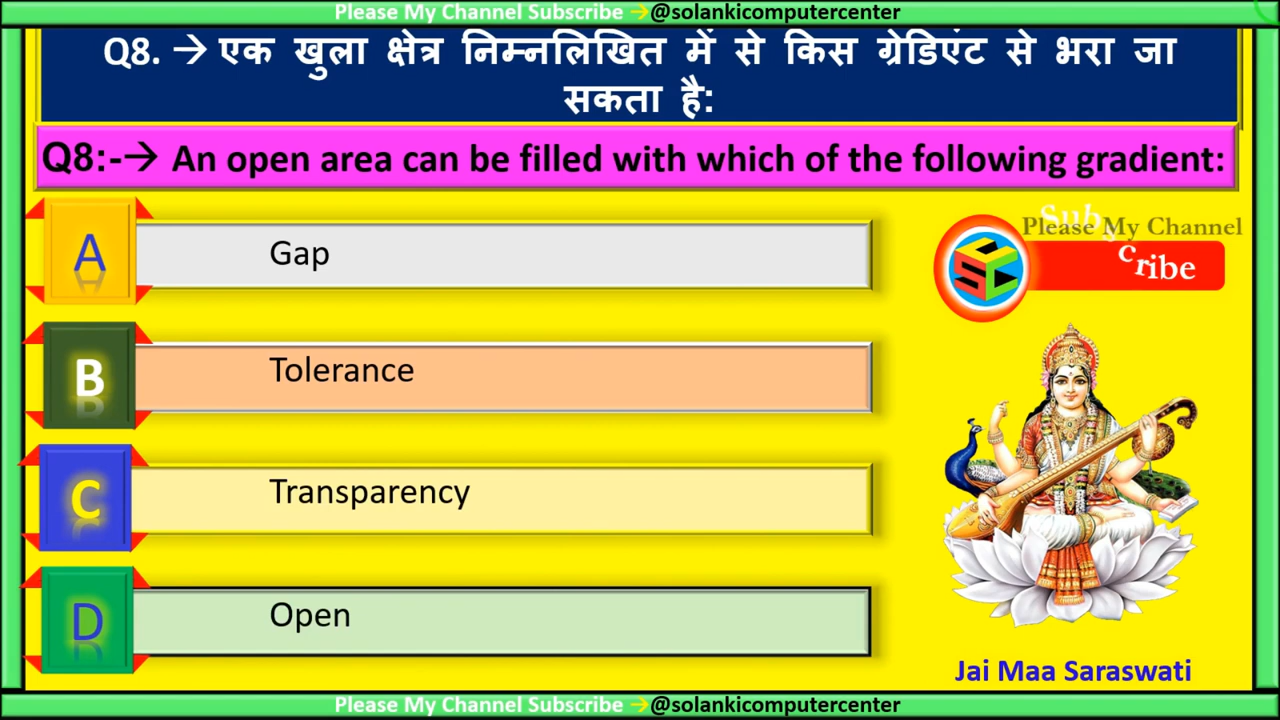 Please My Channel Subscribe →@solankicomputercenter
Q8. → एक खुला क्षेत्र निम्नलिखित में से किस ग्रेडिएंट से भरा जा
सकता है:
Q8:-→ An open area can be filled with which of the following gradient:
A Gap
Please My Channel
Subscribe
SCC
B Tolerance
C Transparency
D Open
Jai Maa Saraswati
Please My Channel Subscribe →@solankicomputercenter